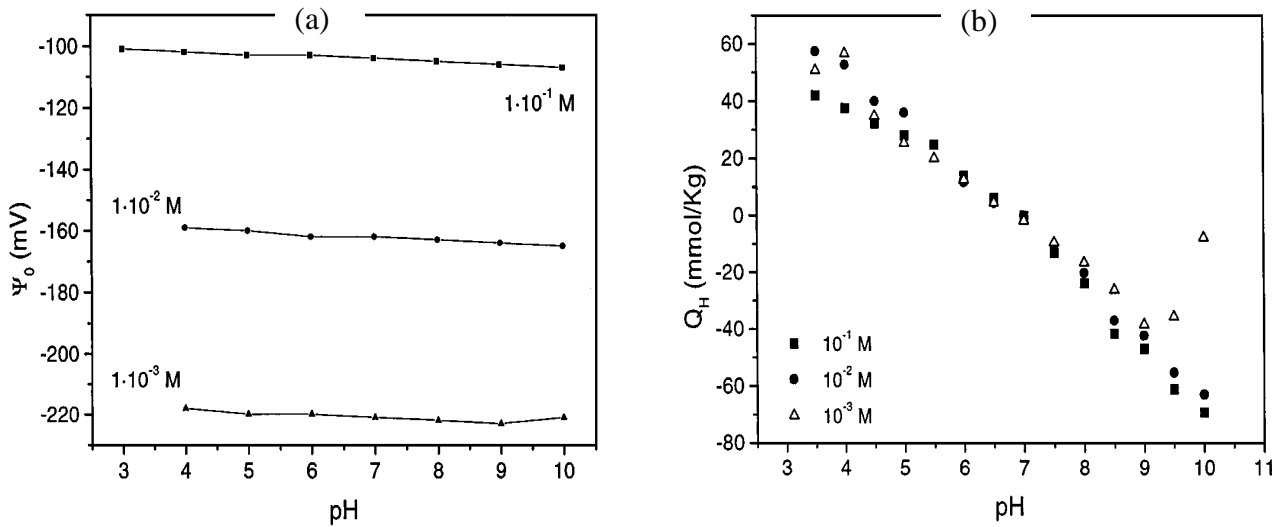 (a)
-100
-120
-140
-160
-180
-200
-220
Ψ₀ (mV)
1·10⁻¹ M
1·10⁻² M
1·10⁻³ M
3 4 5 6 7 8 9 10
pH
(b)
60
40
20
0
-20
-40
-60
-80
Q_H (mmol/Kg)
10⁻¹ M
10⁻² M
10⁻³ M
3 4 5 6 7 8 9 10 11
pH